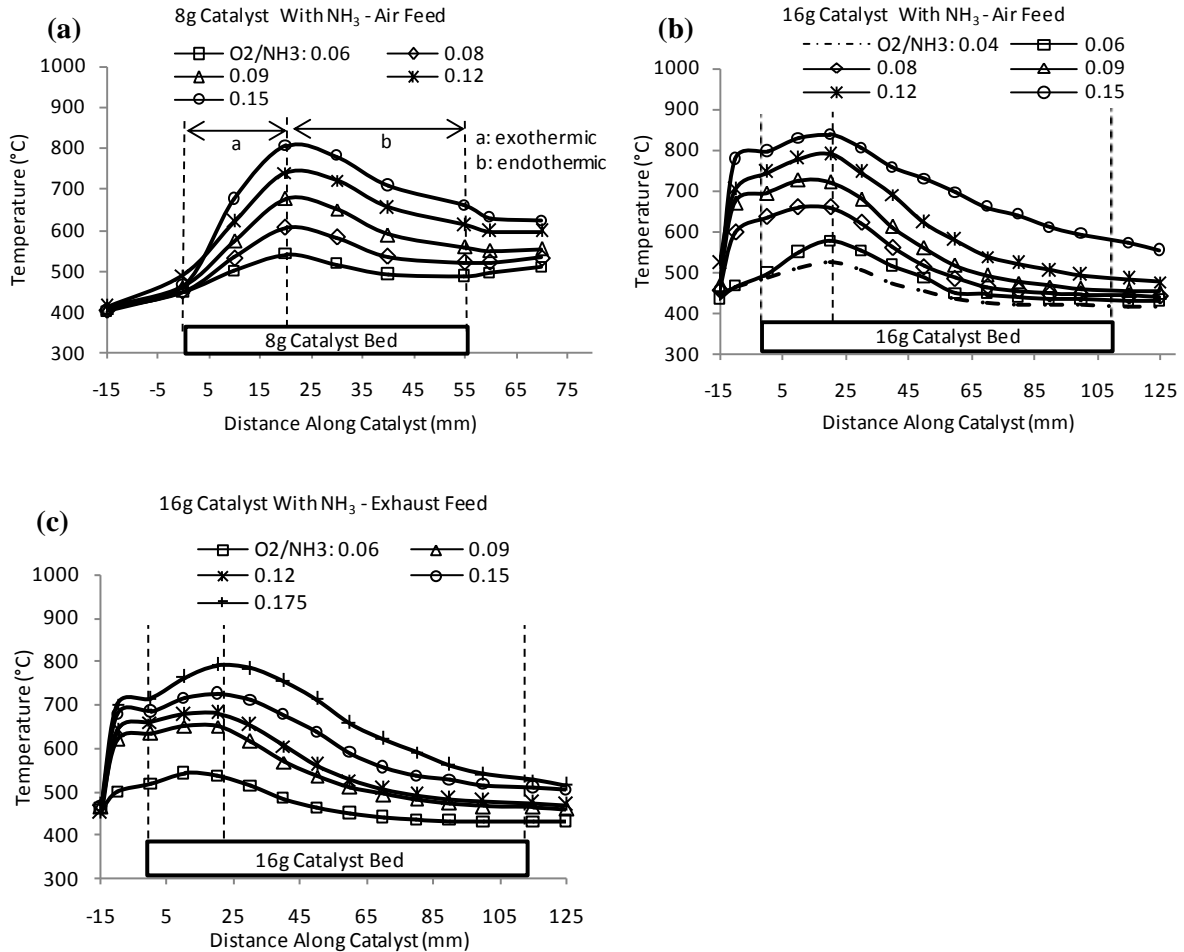 (a)
8g Catalyst With NH3 - Air Feed
O2/NH3: 0.06
0.08
0.09
0.12
0.15
1000
900
800
700
600
500
400
300
Temperature (°C)
a
b
a: exothermic
b: endothemic
8g Catalyst Bed
-15
5
25
35
55
75
Distance Along Catalyst (mm)
(b)
16g Catalyst With NH3 - Air Feed
O2/NH3: 0.04
0.06
0.08
0.09
0.12
0.15
1000
900
800
700
600
500
400
300
Temperature (°C)
16g Catalyst Bed
-15
5
25
45
65
85
105
125
Distance Along Catalyst (mm)
(c)
16g Catalyst With NH3 - Exhaust Feed
O2/NH3: 0.06
0.09
0.12
0.15
0.175
1000
900
800
700
600
500
400
300
Temperature (°C)
16g Catalyst Bed
-15
5
25
45
65
85
105
125
Distance Along Catalyst (mm)